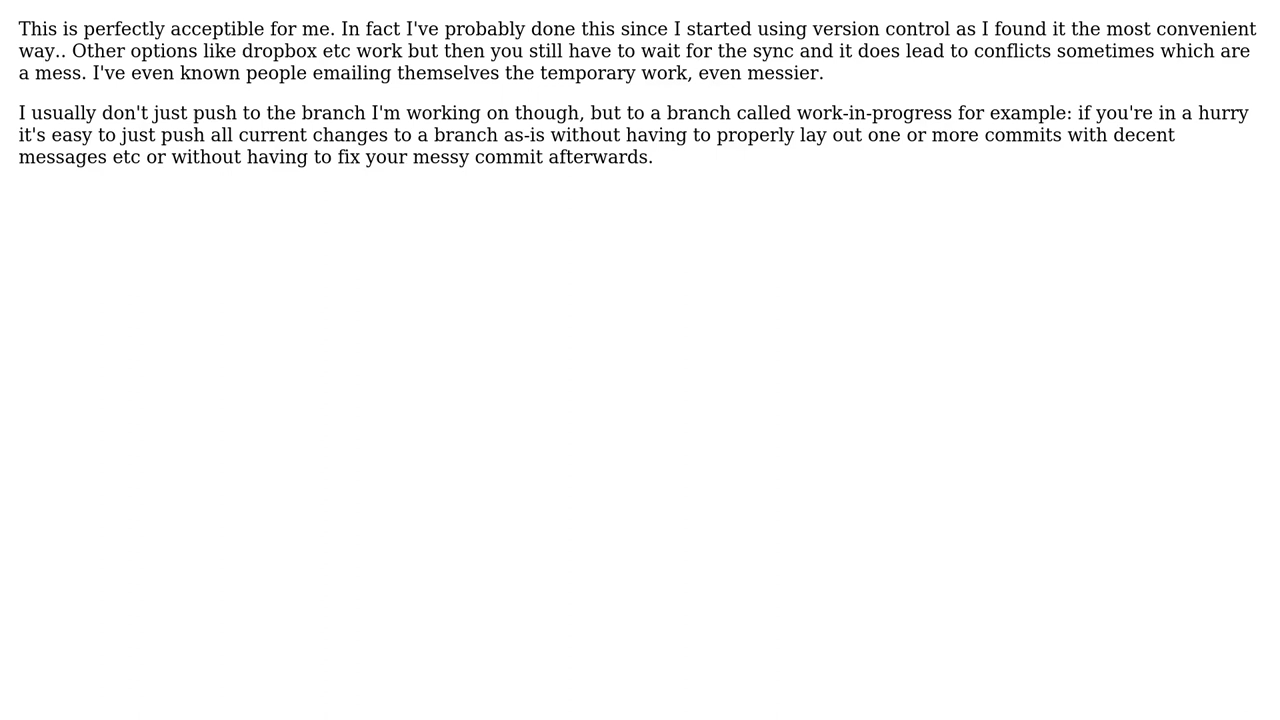 This is perfectly acceptible for me. In fact I've probably done this since I started using version control as I found it the most convenient
way.. Other options like dropbox etc work but then you still have to wait for the sync and it does lead to conflicts sometimes which are
a mess. I've even known people emailing themselves the temporary work, even messier.
I usually don't just push to the branch I'm working on though, but to a branch called work-in-progress for example: if you're in a hurry
it's easy to just push all current changes to a branch as-is without having to properly lay out one or more commits with decent
messages etc or without having to fix your messy commit afterwards.